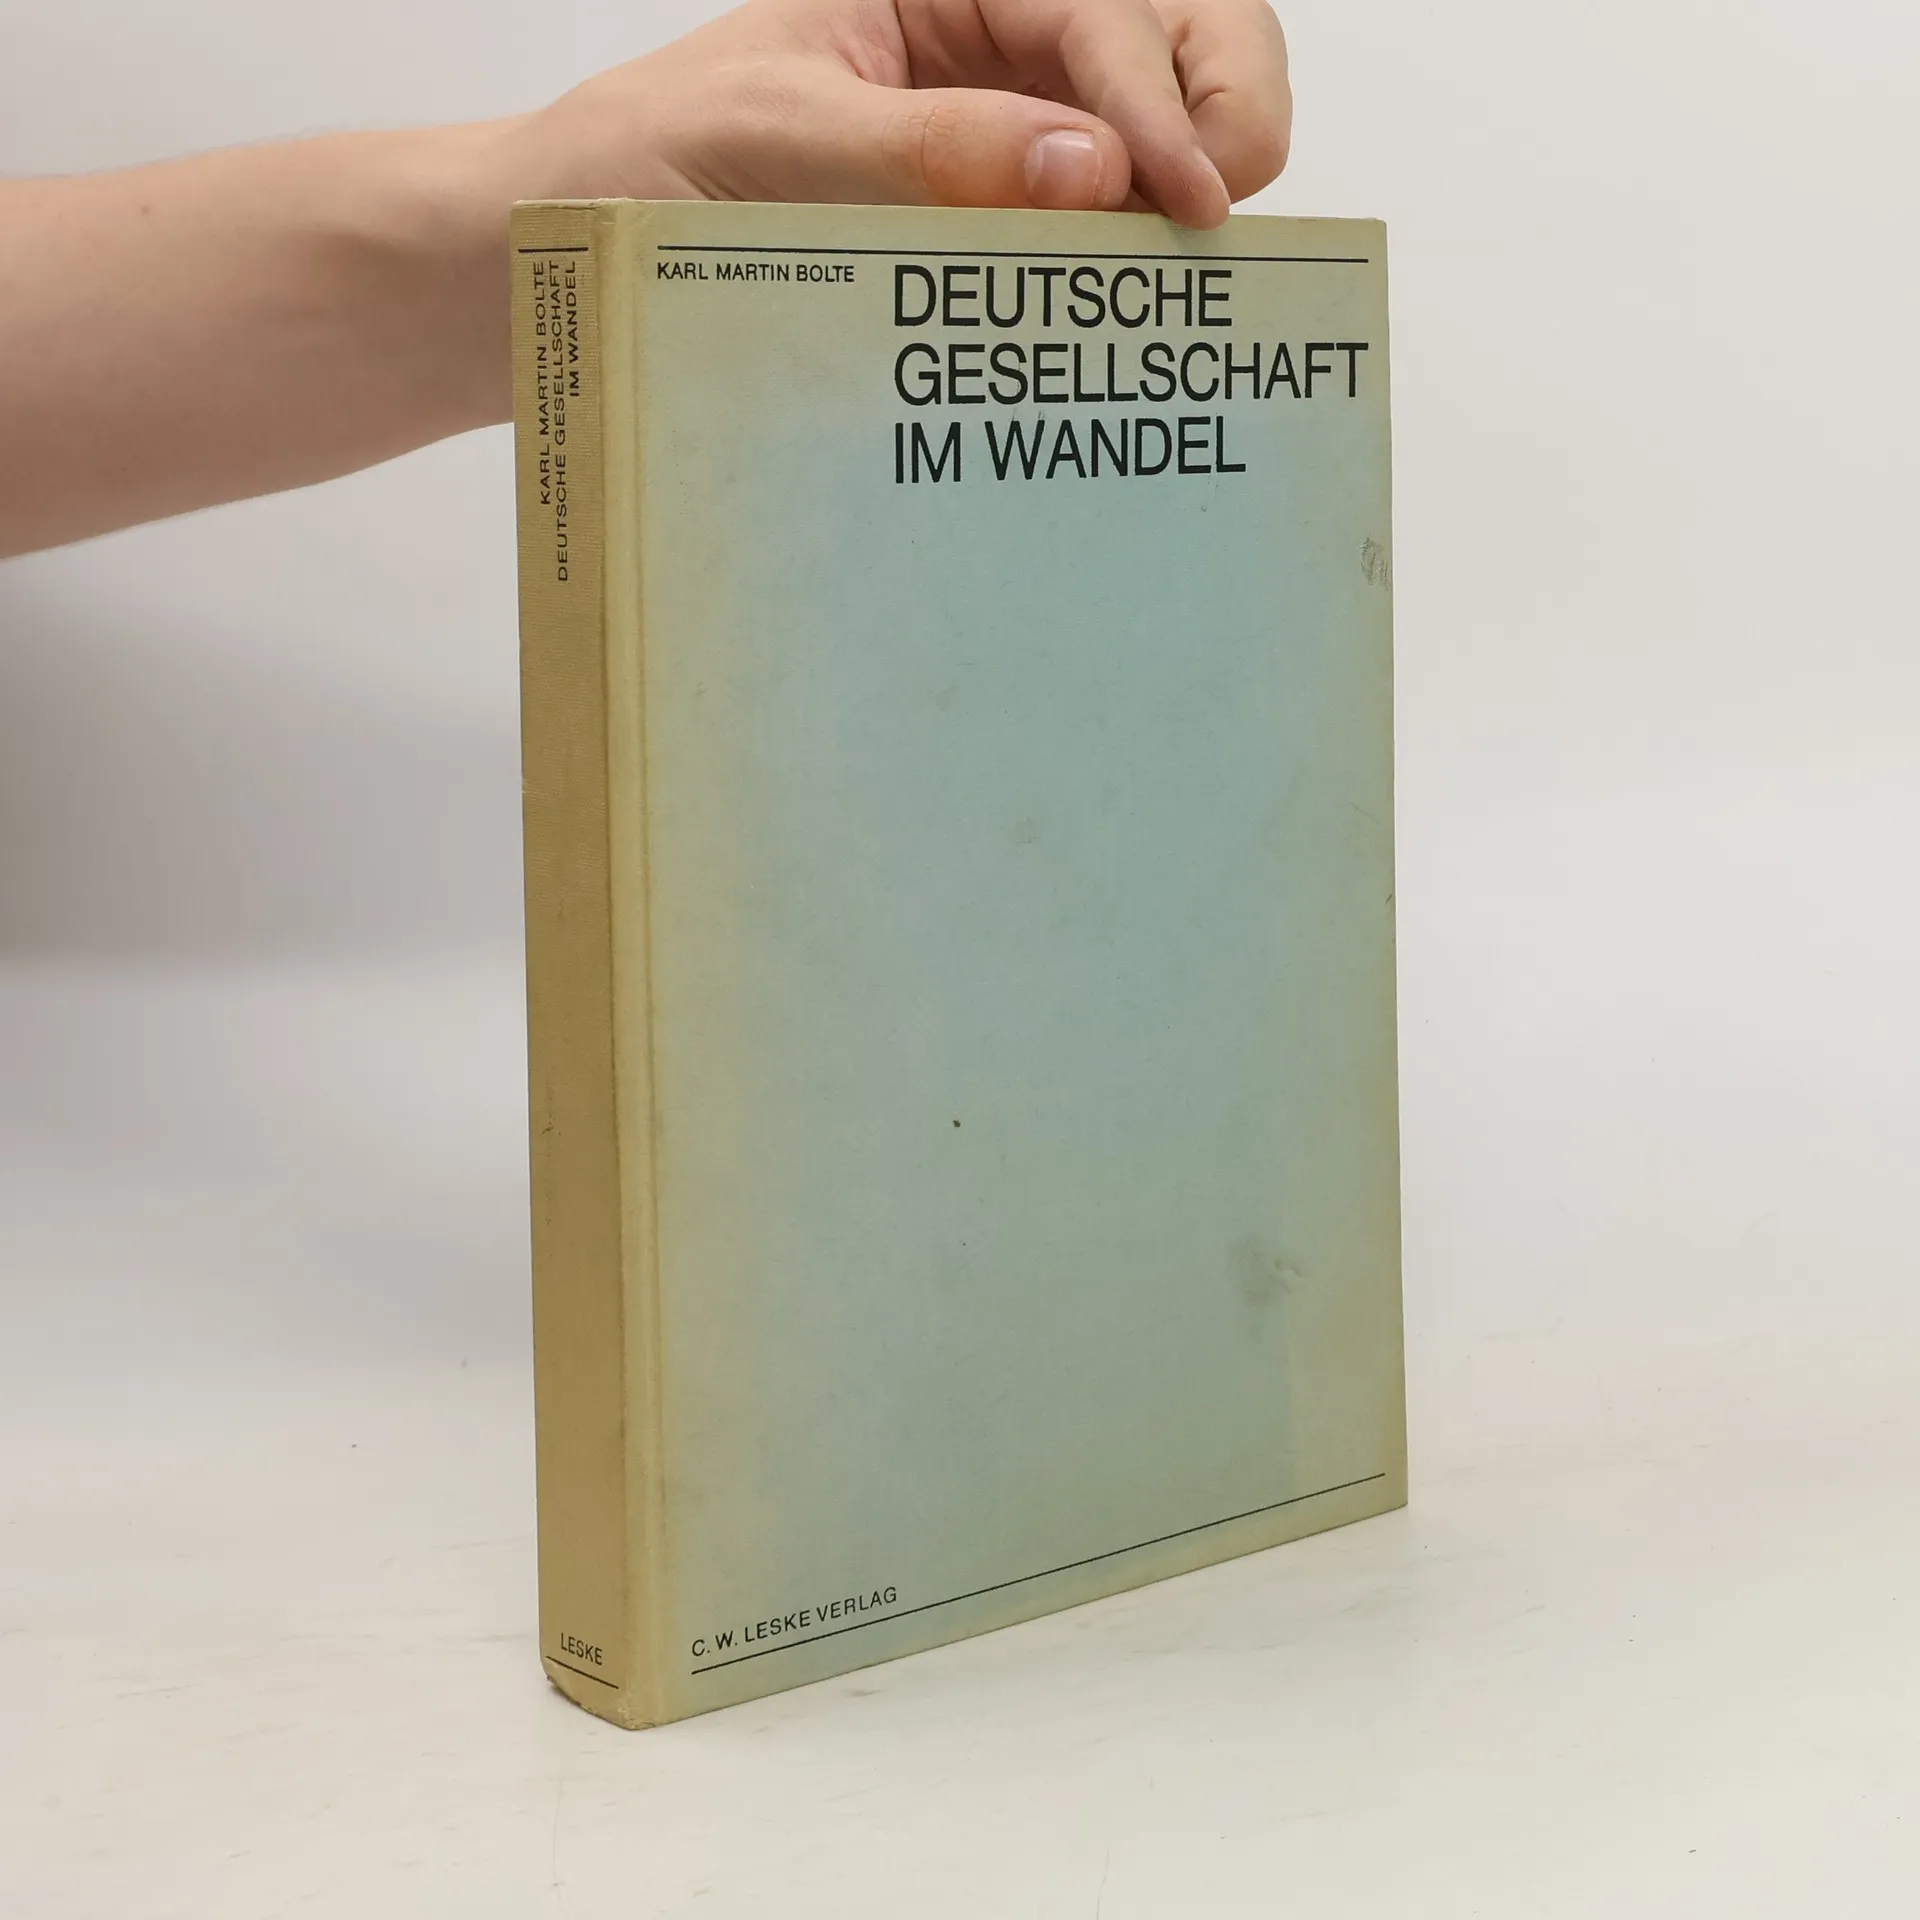 KARL MARTIN BOLTE
DEUTSCHE GESELLSCHAFT
IM WANDEL
LESKE
KARL MARTIN BOLTE
DEUTSCHE
GESELLSCHAFT
IM WANDEL
C. W. LESKE VERLAG